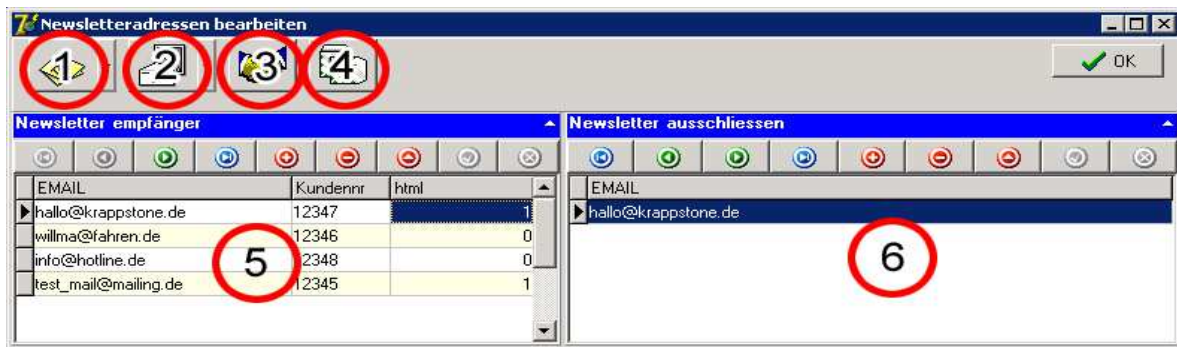 Newsletteradressen bearbeiten
1 2 3 4 OK
Newsletter empfänger
EMAIL Kundennr html
hallo@krappstone.de 12347 1
willma@fahren.de 12346 0
info@hotline.de 12348 0
test_mail@mailing.de 12345 1
5
Newsletter ausschliessen
EMAIL
hallo@krappstone.de
6